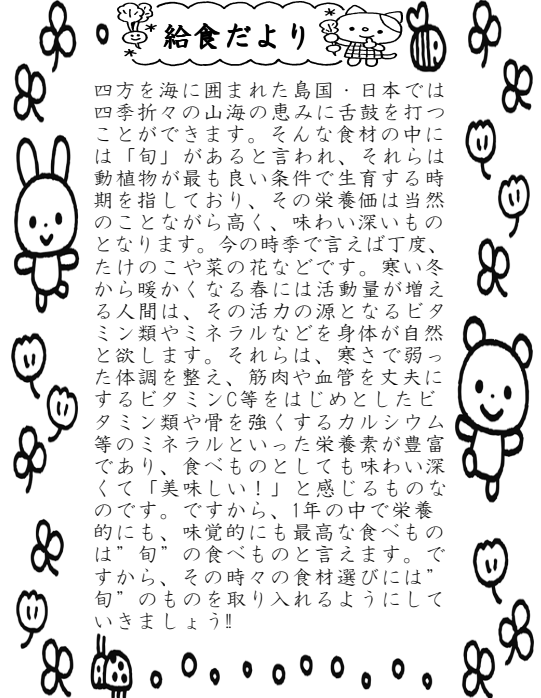 給食だより
四方を海に囲まれた島国・日本では
四季折々の山海の恵みに舌鼓を打つ
ことができます。そんな食材の中に
は「旬」があると言われ、それらは
動植物が最も良い条件で生育する時
期を指しており、その栄養価は当然
のことながら高く、味わい深いもの
となります。今の時季で言えば丁度、
たけのこや菜の花などです。寒い冬
から暖かくなる春には活動量が増え
る人間は、その活力の源となるビタ
ミン類やミネラルなどを身体が自然
と欲します。それらは、寒さで弱っ
た体調を整え、筋肉や血管を丈夫に
するビタミンC等をはじめとしたビ
タミン類や骨を強くするカルシウム
等のミネラルといった栄養素が豊富
であり、食べものとしても味わい深
くて「美味しい！」と感じるものな
のです。ですから、1年の中で栄養
的にも、味覚的にも最高な食べもの
は”旬”の食べものと言えます。で
すから、その時々の食材選びには”
旬”のものを取り入れるようにして
いきましょう‼